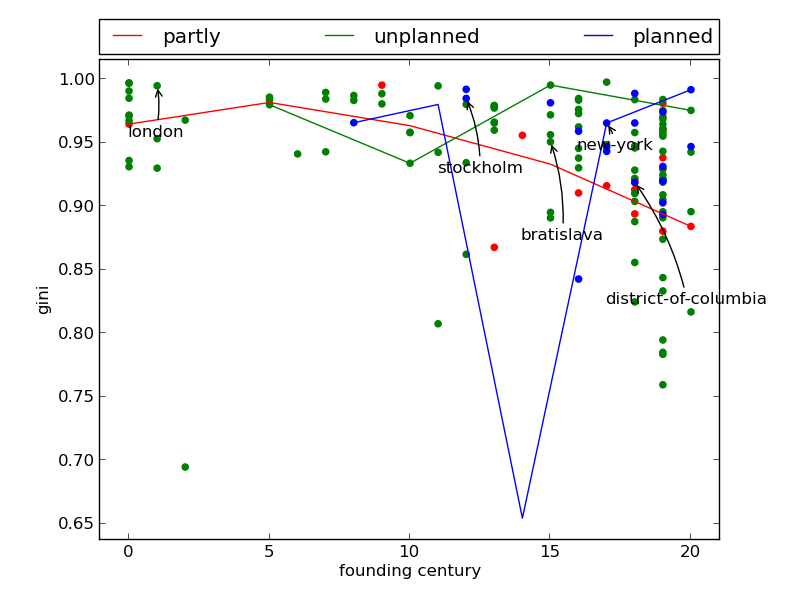 partly unplanned planned
1.00
0.95
0.90
0.85
0.80
0.75
0.70
0.65
gini
london
stockholm
new-york
bratislava
district-of-columbia
0 5 10 15 20
founding century